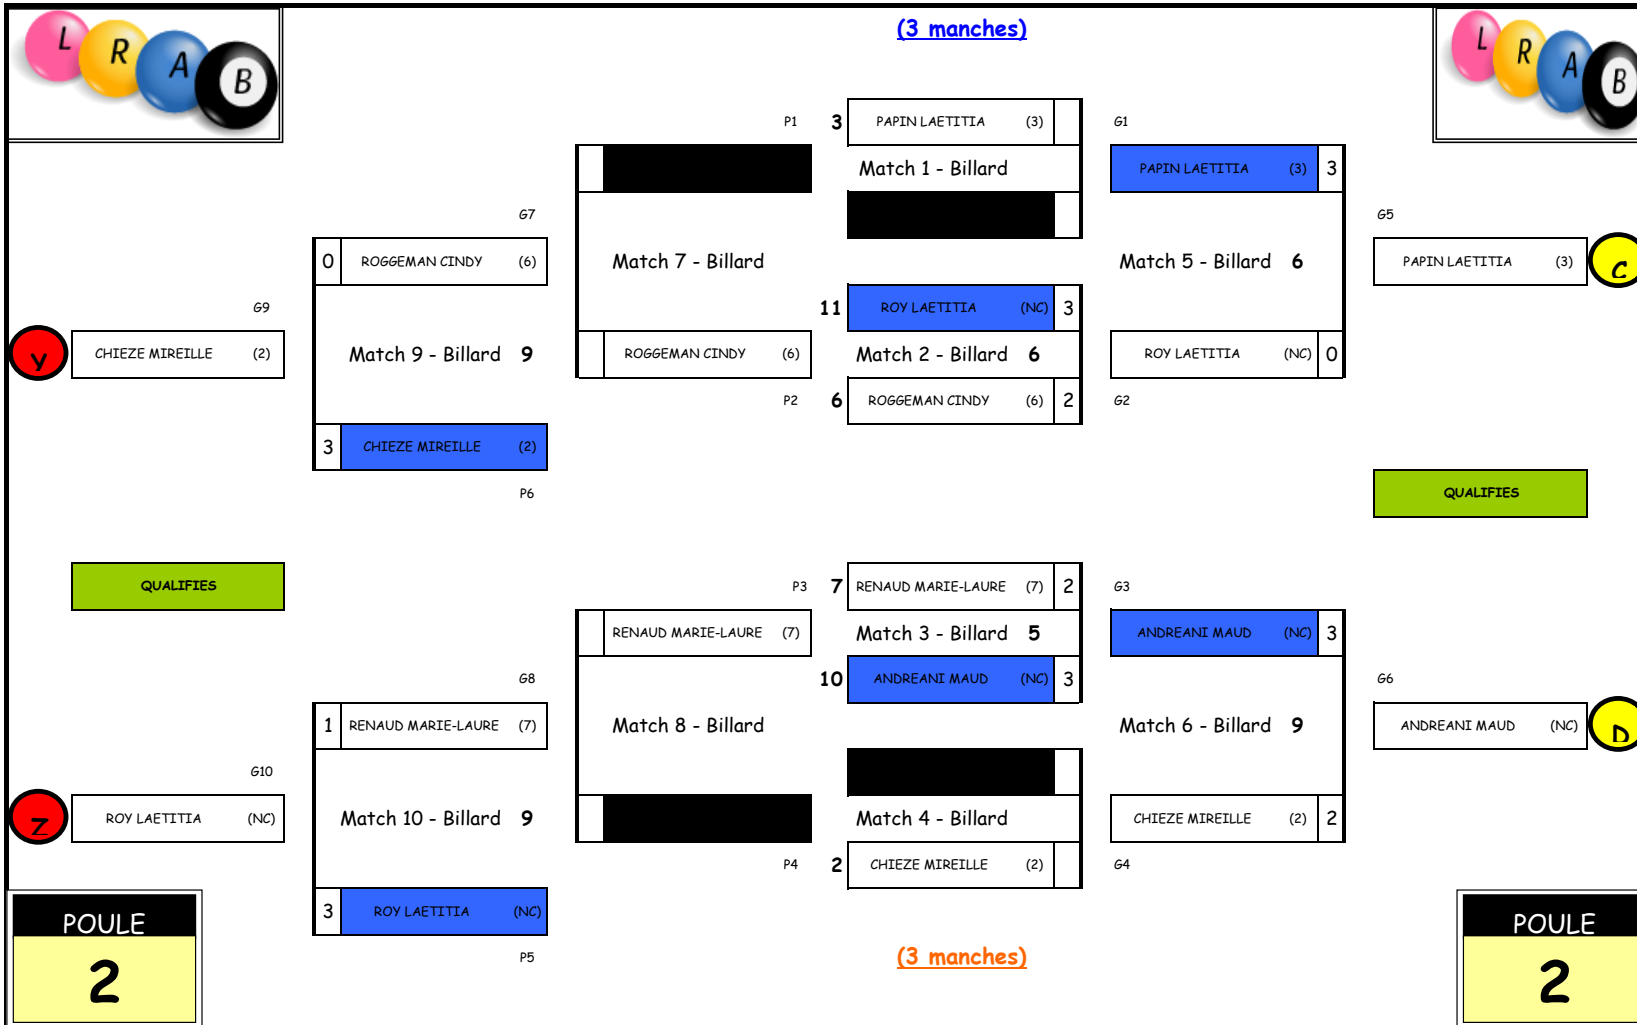 L R A B
(3 manches)
L R A B
P1 3 PAPIN LAETITIA (3) G1
Match 1 - Billard
PAPIN LAETITIA (3) 3
G7
G5
0 ROGGEMAN CINDY (6)
Match 7 - Billard
Match 5 - Billard 6
PAPIN LAETITIA (3) C
G9
11 ROY LAETITIA (NC) 3
Y CHIEZE MIREILLE (2)
Match 9 - Billard 9
ROGGEMAN CINDY (6)
Match 2 - Billard 6
ROY LAETITIA (NC) 0
P2 6 ROGGEMAN CINDY (6) 2 G2
3 CHIEZE MIREILLE (2)
P6
QUALIFIES
QUALIFIES
P3 7 RENAUD MARIE-LAURE (7) 2 G3
RENAUD MARIE-LAURE (7)
Match 3 - Billard 5
ANDREANI MAUD (NC) 3
G8
10 ANDREANI MAUD (NC) 3
G6
1 RENAUD MARIE-LAURE (7)
Match 8 - Billard
Match 6 - Billard 9
ANDREANI MAUD (NC) D
G10
Z ROY LAETITIA (NC)
Match 10 - Billard 9
Match 4 - Billard
CHIEZE MIREILLE (2) 2
P4 2 CHIEZE MIREILLE (2) G4
3 ROY LAETITIA (NC)
POULE
POULE
P5
(3 manches)
2
2